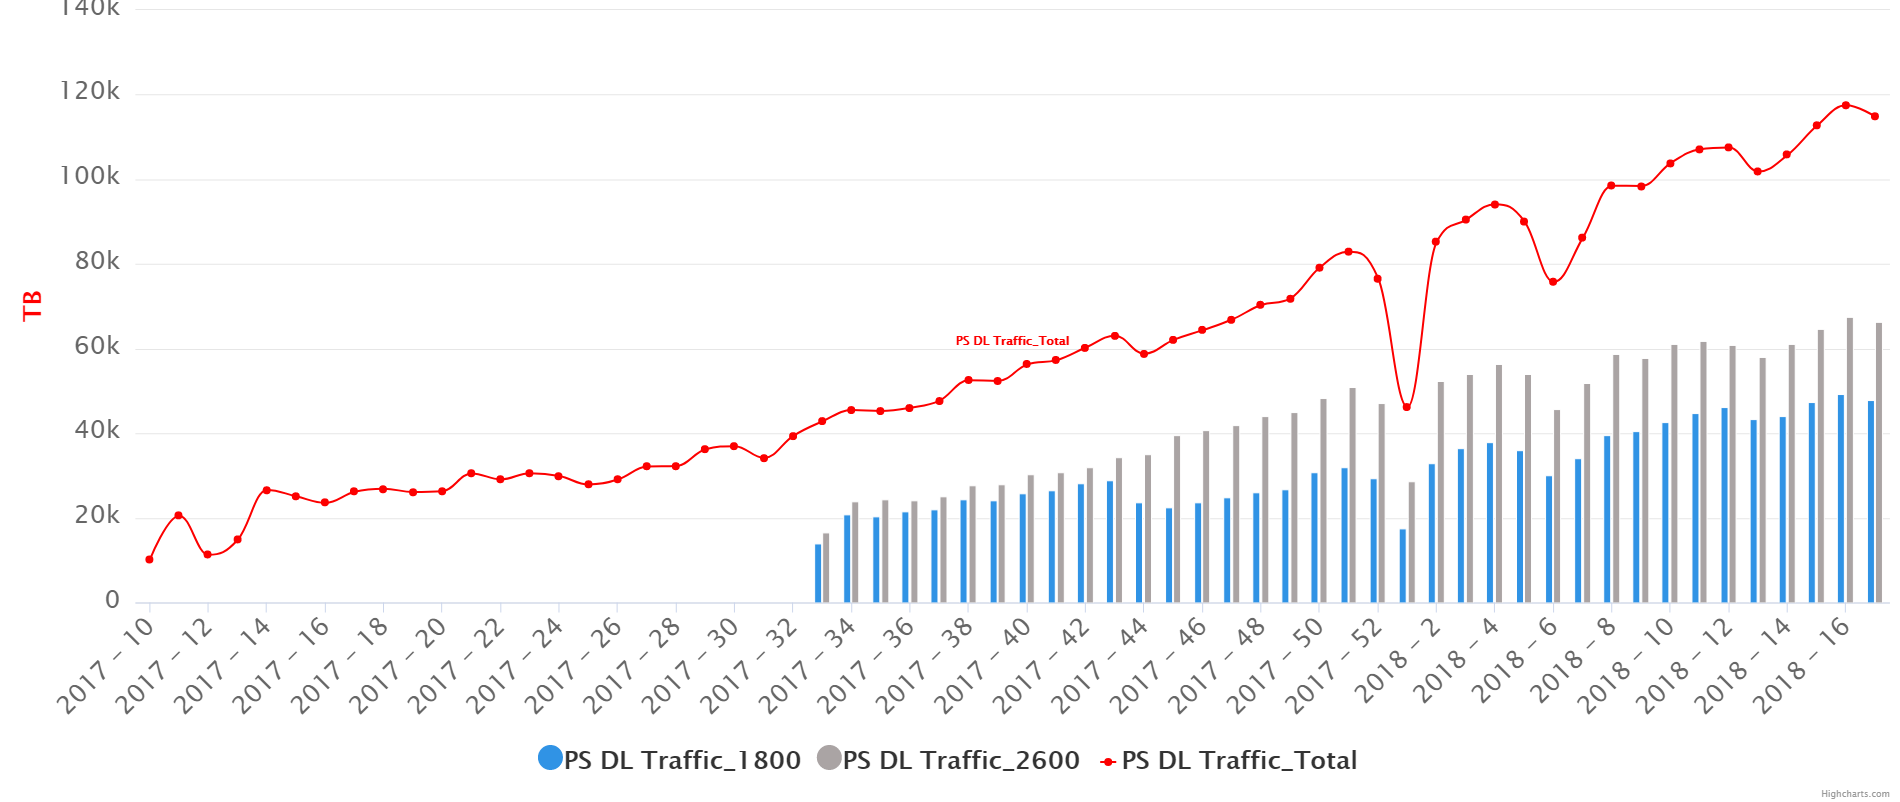 140k
120k
100k
80k
60k
40k
20k
0
TB
PS DL Traffic_Total
2017 - 10
2017 - 12
2017 - 14
2017 - 16
2017 - 18
2017 - 20
2017 - 22
2017 - 24
2017 - 26
2017 - 28
2017 - 30
2017 - 32
2017 - 34
2017 - 36
2017 - 38
2017 - 40
2017 - 42
2017 - 44
2017 - 46
2017 - 48
2017 - 50
2017 - 52
2018 - 2
2018 - 4
2018 - 6
2018 - 8
2018 - 10
2018 - 12
2018 - 14
2018 - 16
PS DL Traffic_1800 PS DL Traffic_2600 PS DL Traffic_Total
Highcharts.com